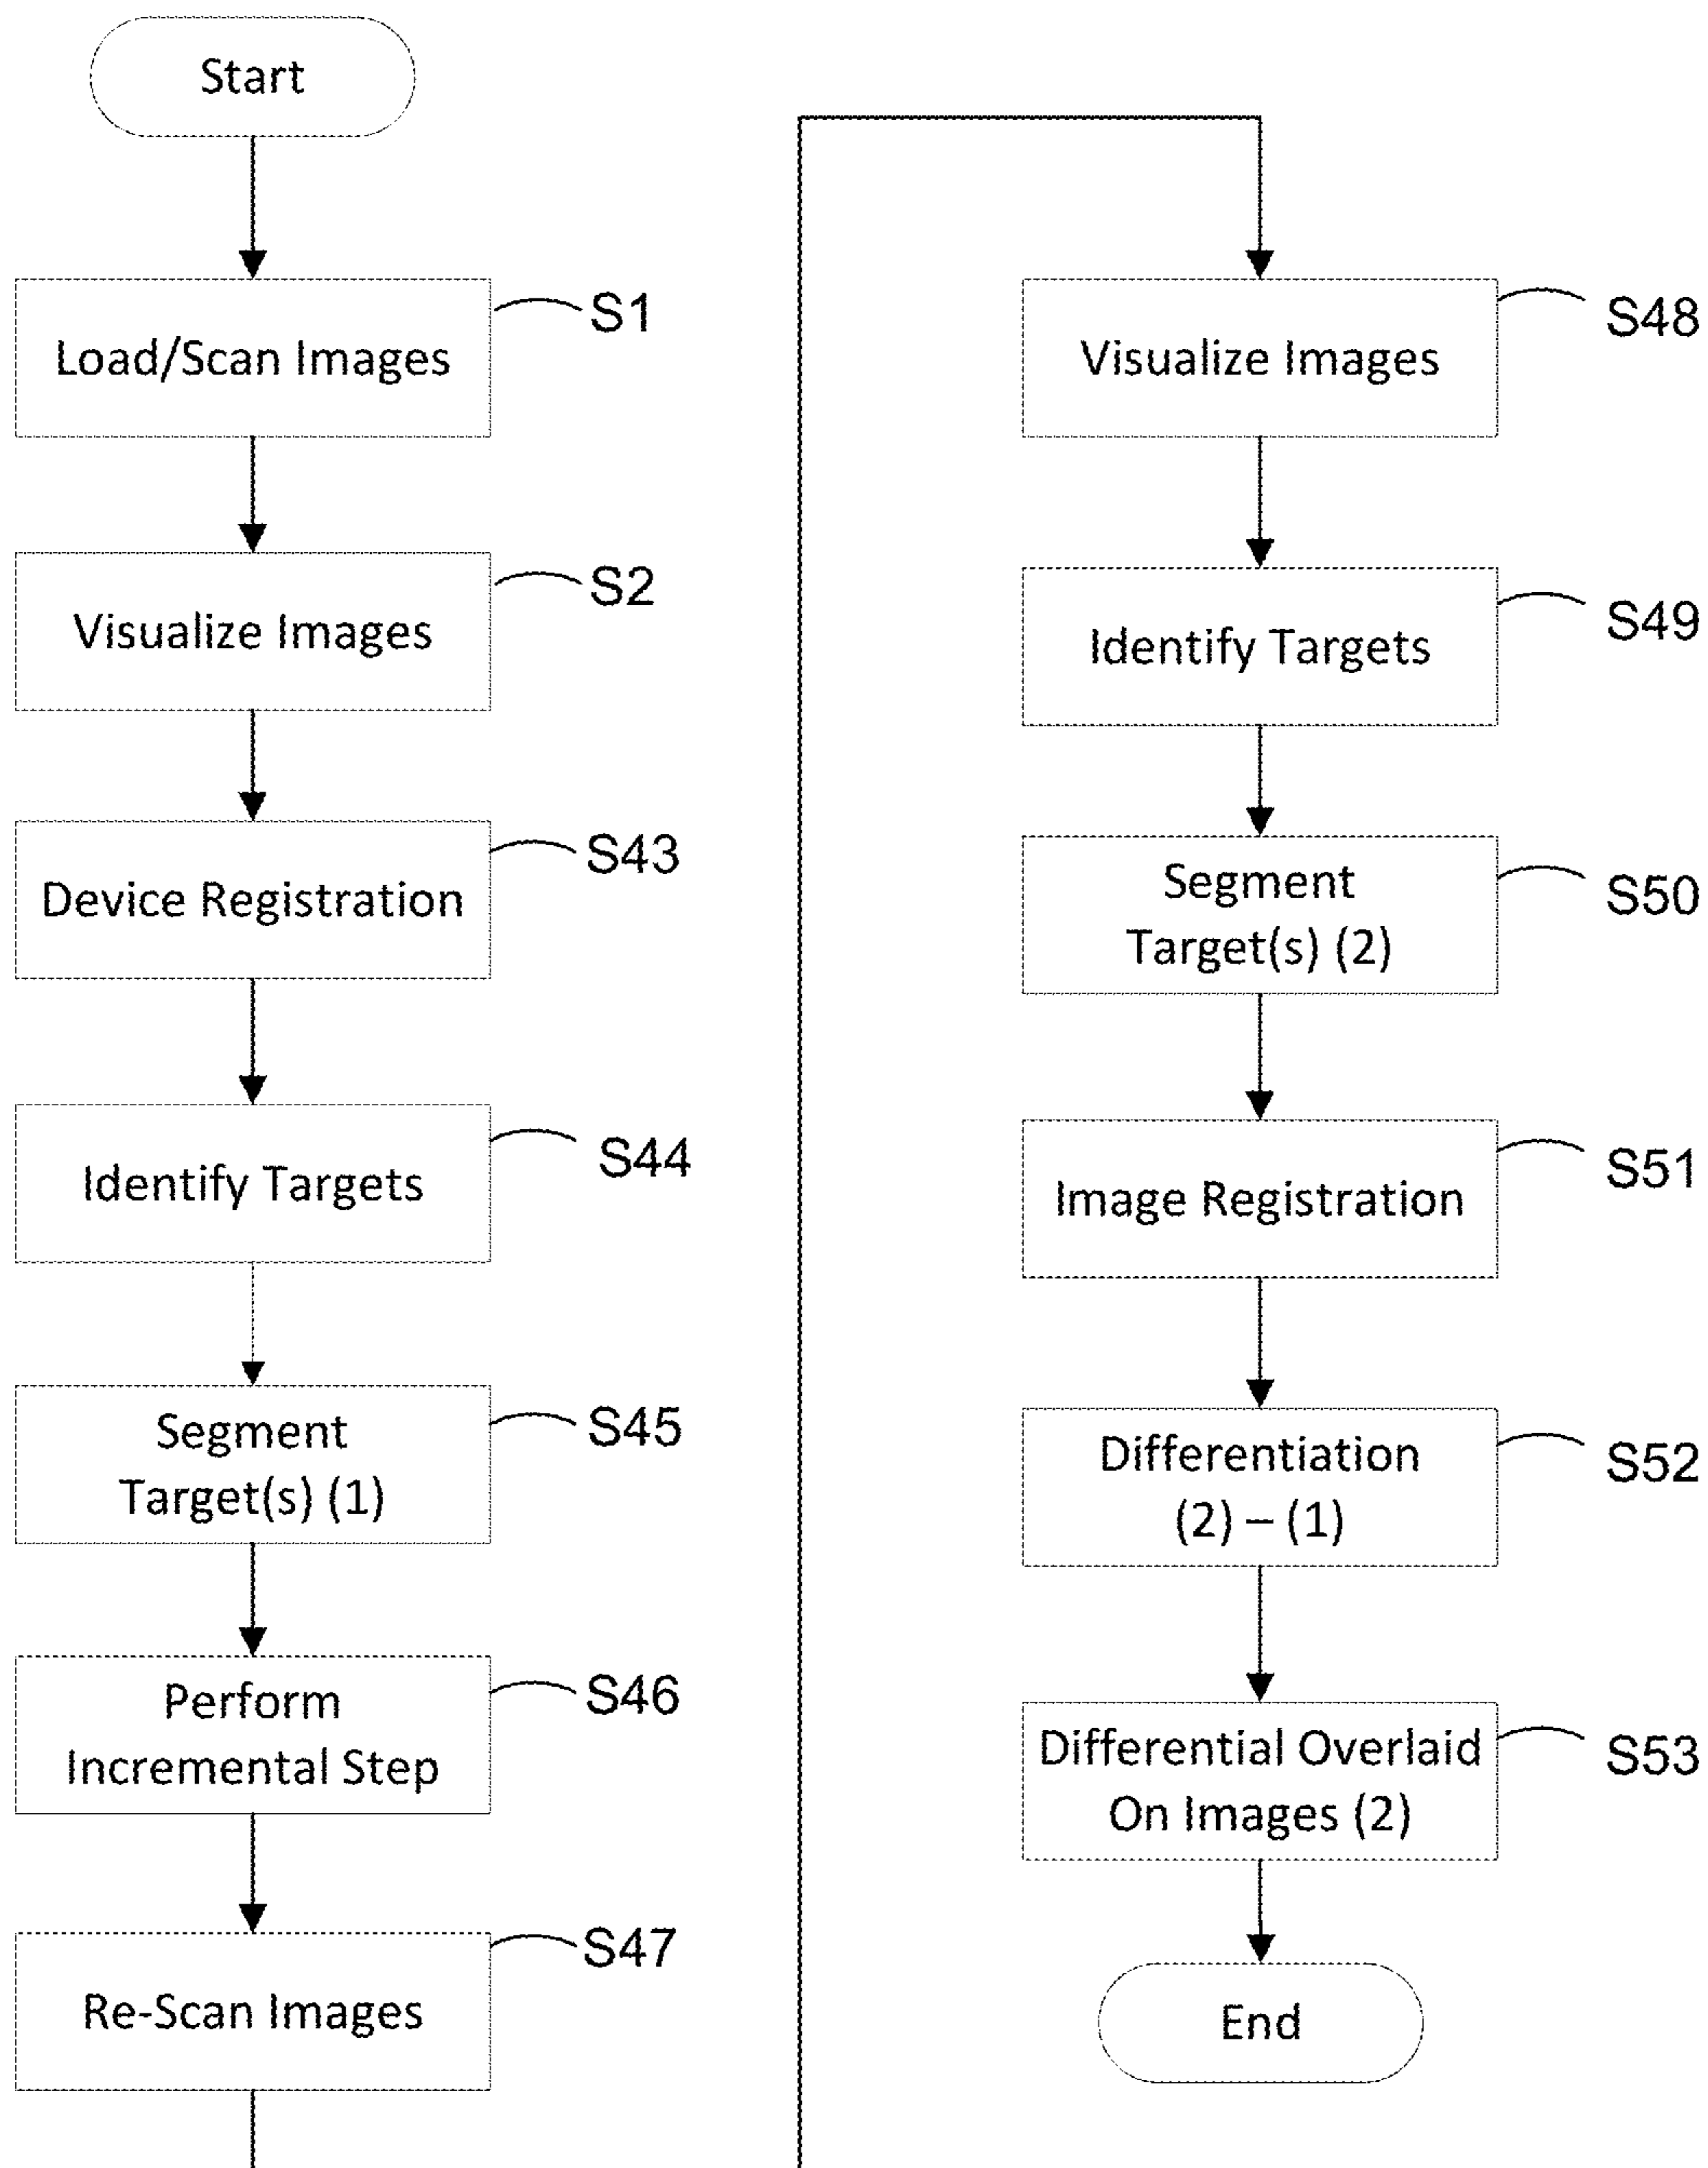 Start
Load/Scan Images
S1
Visualize Images
S2
Device Registration
S43
Identify Targets
S44
Segment
Target(s) (1)
S45
Perform
Incremental Step
S46
Re-Scan Images
S47
Visualize Images
S48
Identify Targets
S49
Segment
Target(s) (2)
S50
Image Registration
S51
Differentiation
(2) – (1)
S52
Differential Overlaid
On Images (2)
S53
End